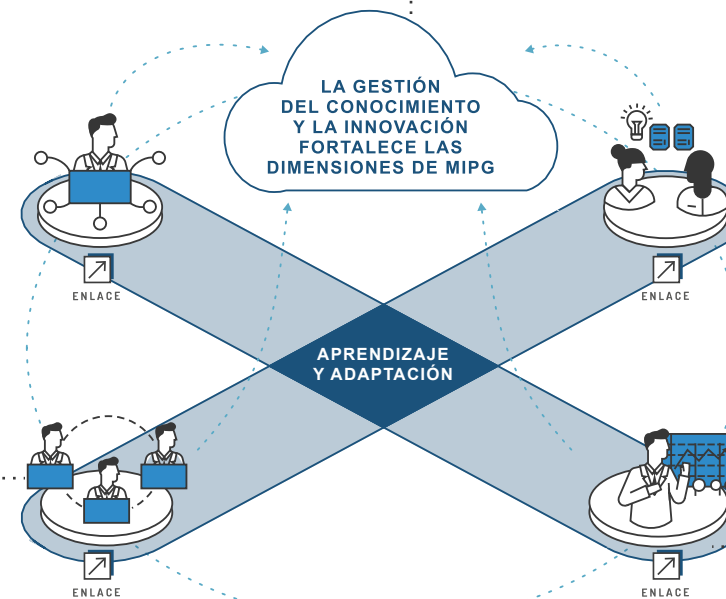 LA GESTIÓN
DEL CONOCIMIENTO
Y LA INNOVACIÓN
FORTALECE LAS
DIMENSIONES DE MIPG
ENLACE
ENLACE
APRENDIZAJE
Y ADAPTACIÓN
ENLACE
ENLACE